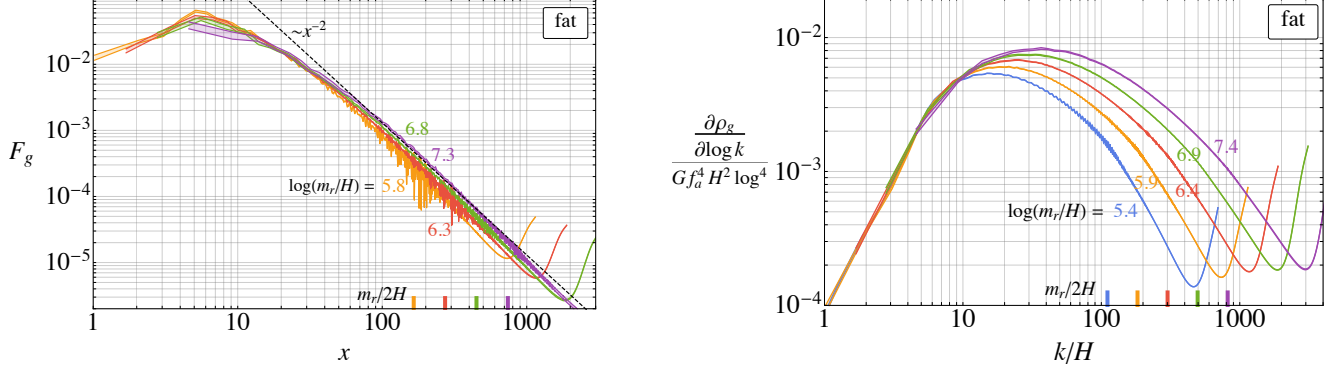 fat
~x⁻²
10⁻²
10⁻³
F_g
10⁻⁴
10⁻⁵
6.8
7.3
log(m_r/H) = 5.8
6.3
m_r/2H
1 5 10 50 100 500 1000
x
fat
10⁻²
∂ρ_g
∂log k
G f_a⁴ H² log⁴
10⁻³
10⁻⁴
7.4
6.9
6.4
5.9
log(m_r/H) = 5.4
m_r/2H
1 10 100 1000
k/H